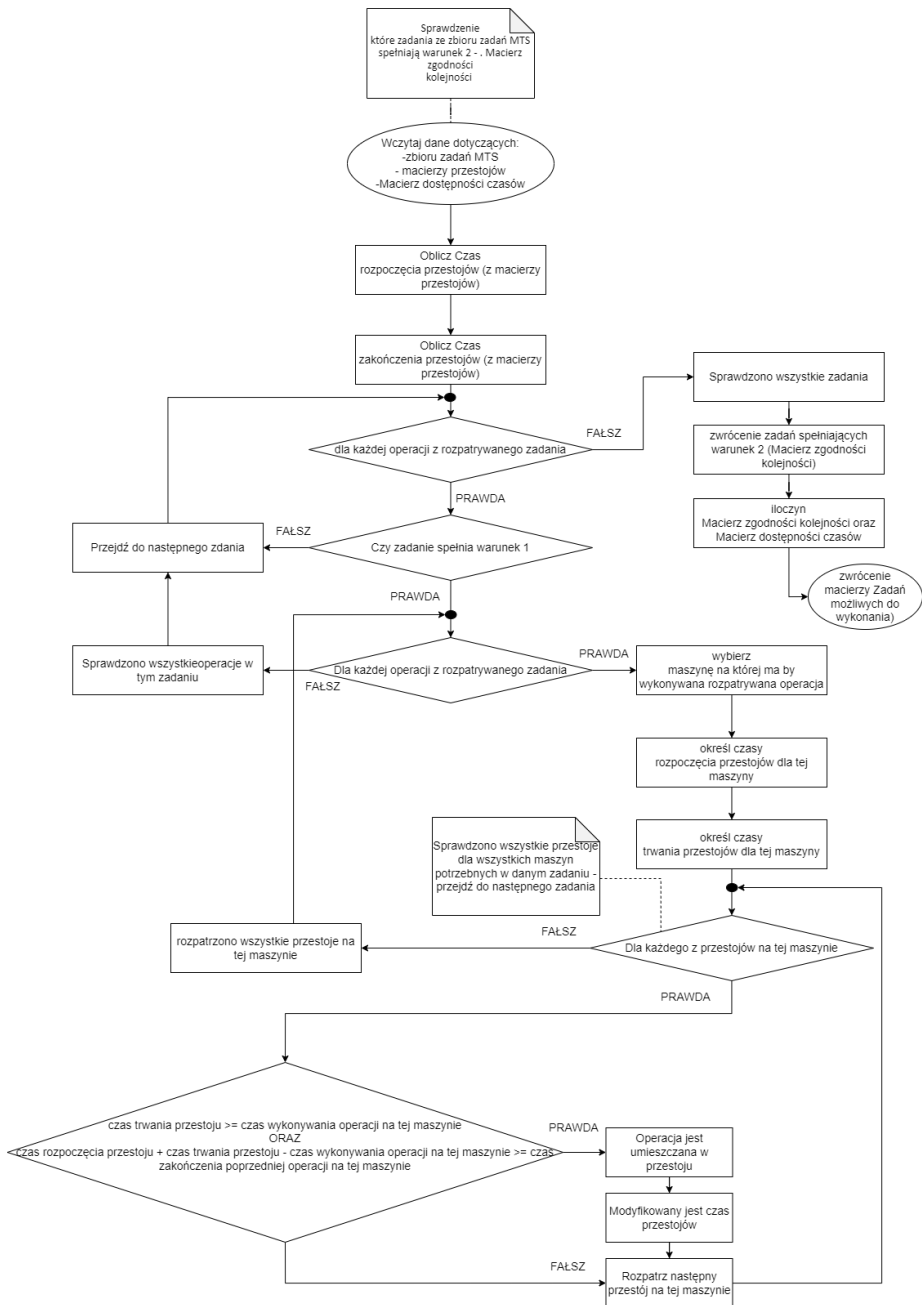 Sprawdzenie
które zadania ze zbioru zadań MTS
spełniają warunek 2 - . Macierz
zgodności
kolejności
Wczytaj dane dotyczących:
-zbioru zadań MTS
- macierzy przestojów
-Macierz dostępności czasów
Oblicz Czas
rozpoczęcia przestojów (z macierzy
przestojów)
Oblicz Czas
zakończenia przestojów (z macierzy
przestojów)
Sprawdzono wszystkie zadania
FAŁSZ
dla każdej operacji z rozpatrywanego zadania
zwrócenie zadań spełniających
warunek 2 (Macierz zgodności
kolejności)
PRAWDA
iloczyn
Macierz zgodności kolejności oraz
Macierz dostępności czasów
FAŁSZ
Przejdź do następnego zdania
Czy zadanie spełnia warunek 1
zwrócenie
macierzy Zadań
możliwych do
wykonania)
PRAWDA
Sprawdzono wszystkieoperacje w
tym zadaniu
FAŁSZ
Dla każdej operacji z rozpatrywanego zadania
PRAWDA
wybierz
maszynę na której ma by
wykonywana rozpatrywana operacja
określ czasy
rozpoczęcia przestojów dla tej
maszyny
określ czasy
trwania przestojów dla tej maszyny
Sprawdzono wszystkie przestoje
dla wszystkich maszyn
potrzebnych w danym zadaniu -
przejdź do następnego zadania
rozpatrzono wszystkie przestoje na
tej maszynie
FAŁSZ
Dla każdego z przestojów na tej maszynie
PRAWDA
czas trwania przestoju >= czas wykonywania operacji na tej maszynie
ORAZ
czas rozpoczęcia przestoju + czas trwania przestoju - czas wykonywania operacji na tej maszynie >= czas
zakończenia poprzedniej operacji na tej maszynie
PRAWDA
Operacja jest
umieszczana w
przestoju
Modyfikowany jest czas
przestojów
FAŁSZ
Rozpatrz następny
przestój na tej maszynie